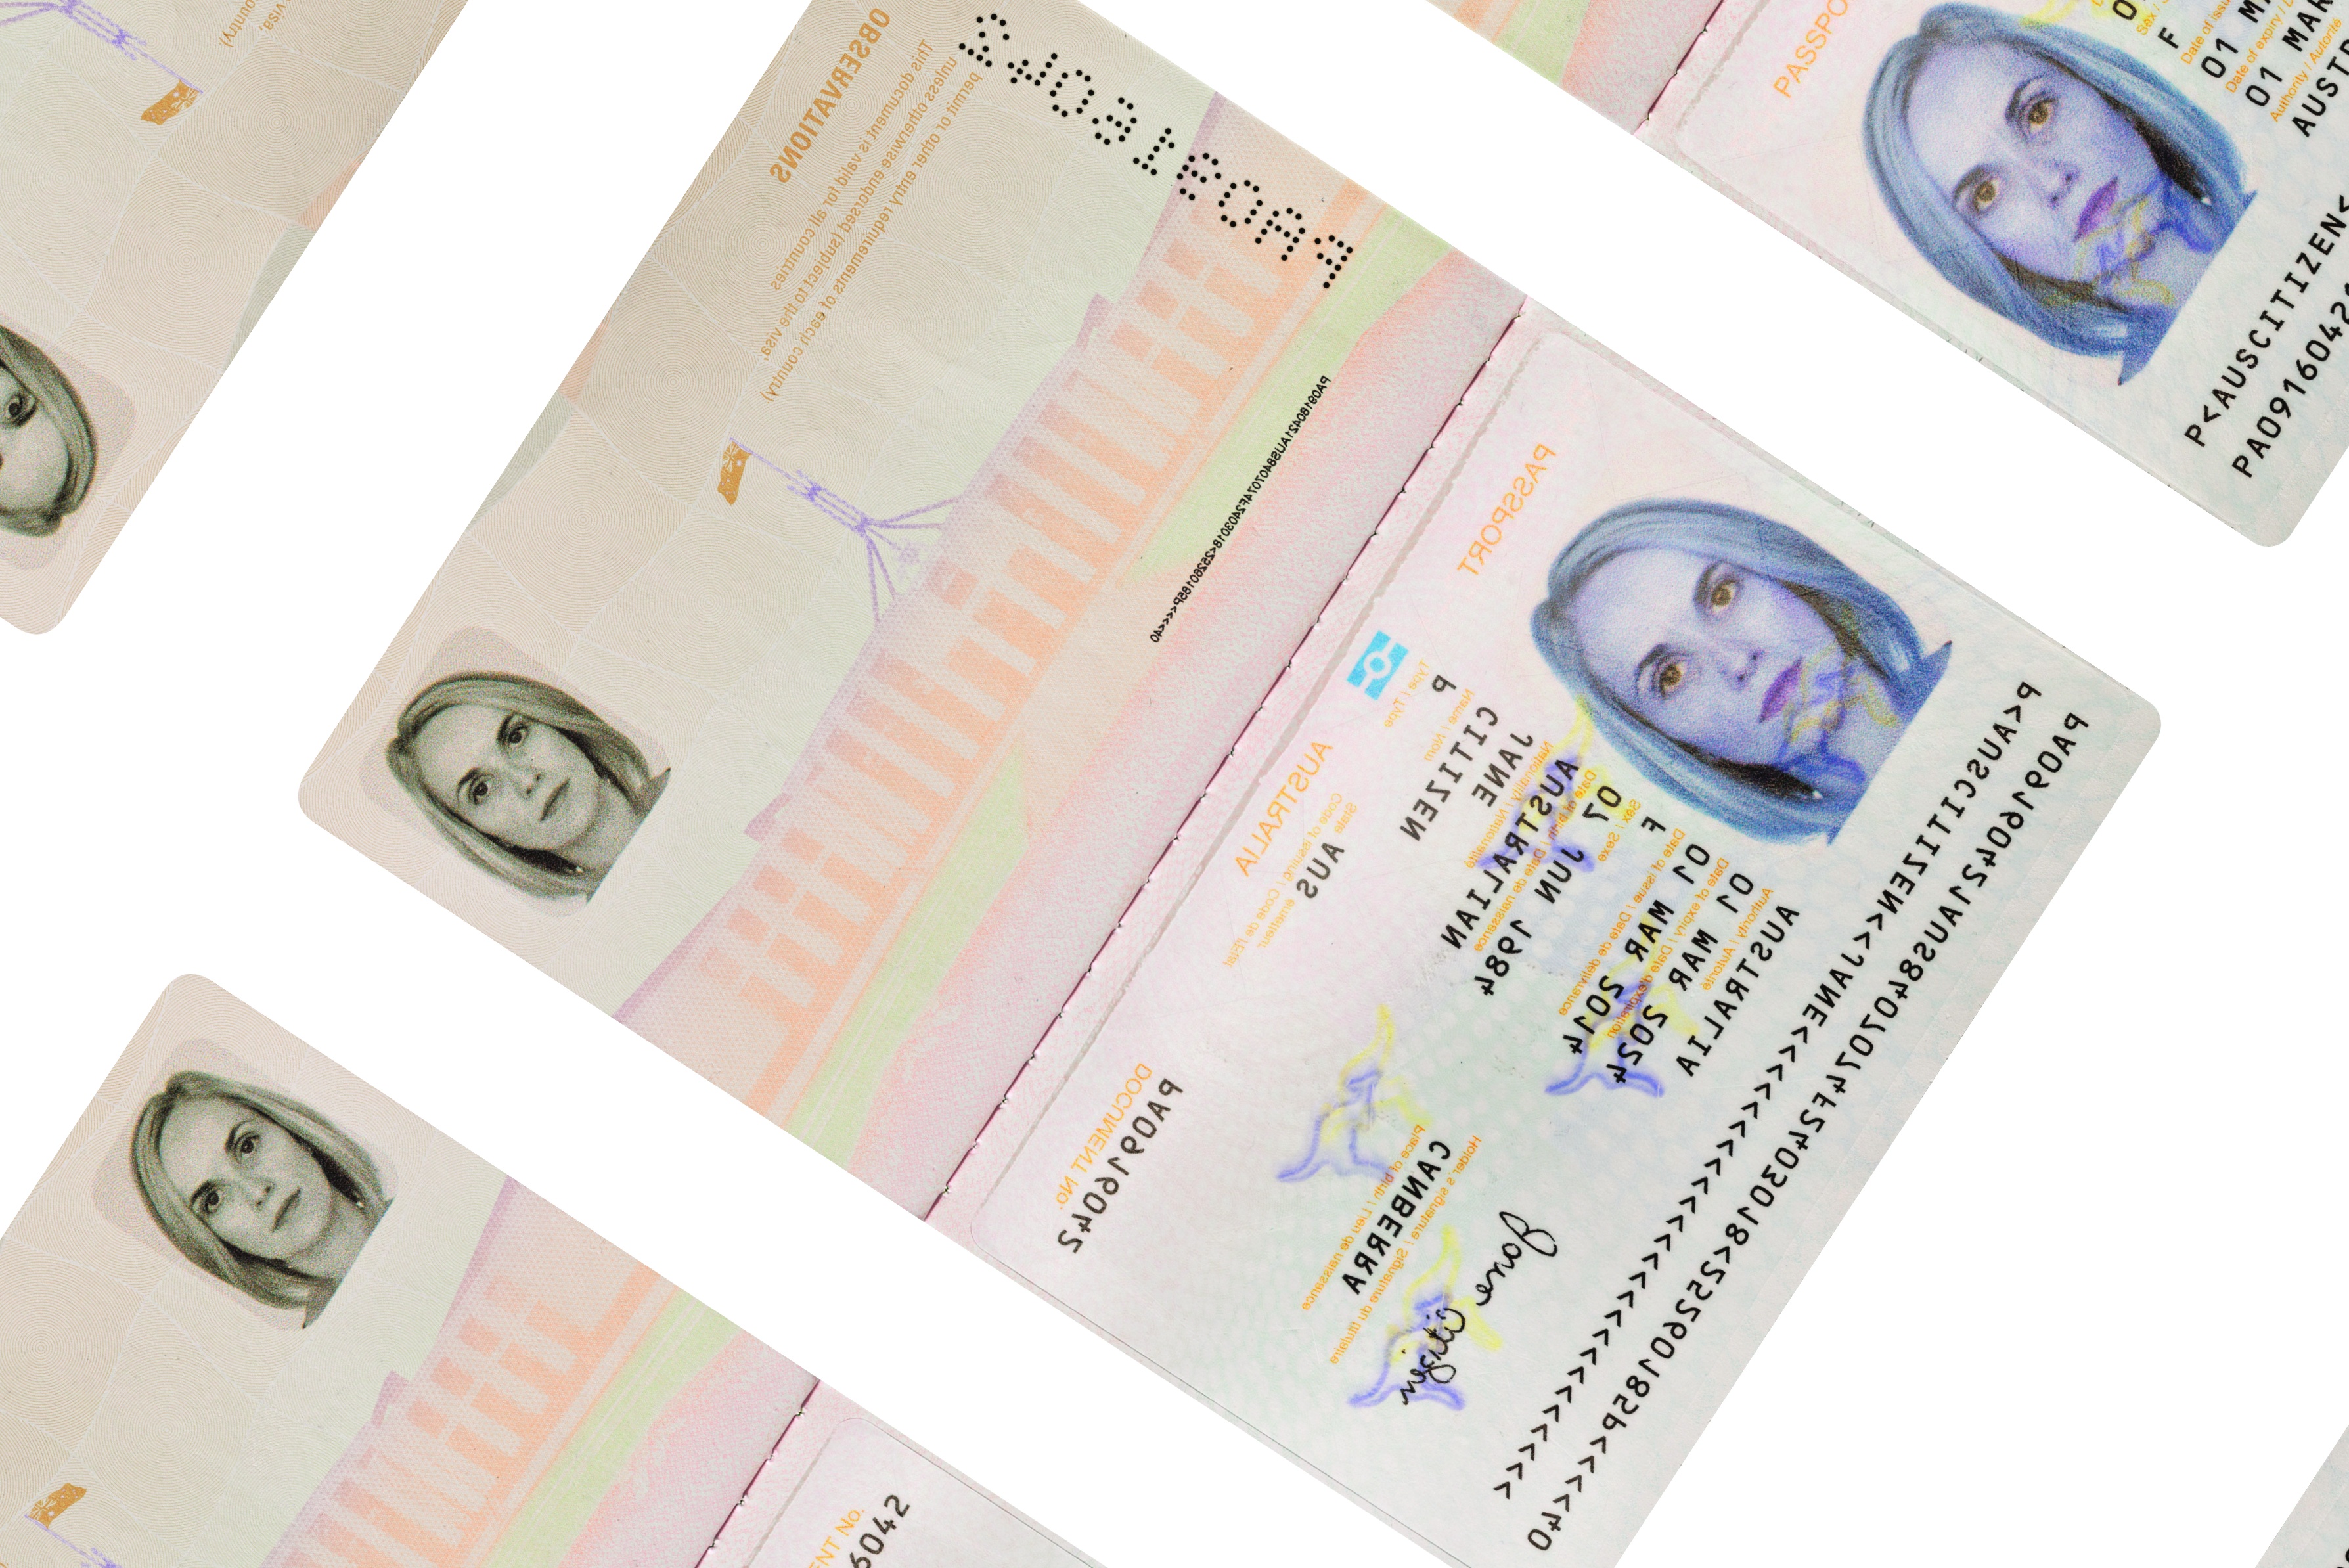 visa,
country)
OBSERVATIONS
This document is valid for all countries
unless otherwise endorsed (subject to the visa,
permit or other entry requirements of each country)
PA0916042
PA09160421AUS8407074F2403018<25260185P<<<<40
PASSPORT
AUSTRALIA
DOCUMENT No.
Type / Type
Code of issuing / Code de l'État
State émetteur
P
AUS
PA0916042
Name / Nom
CITIZEN
JANE
Nationality / Nationalité
AUSTRALIAN
Date of birth / Date de naissance
07 JUN 1984
Sex / Sexe
Place of birth / Lieu de naissance
F
CANBERRA
Date of issue / Date de délivrance
Holder's signature / Signature du titulaire
01 MAR 2014
Date of expiry / Date d'expiration
01 MAR 2024
Authority / Autorité
AUSTRALIA
Jane Citizen
P<AUSCITIZEN<<JANE<<<<<<<<<<<<<<<<<<<<<<<<<<
PA09160421AUS8407074F2403018<25260185P<<<<40
PASSPO
Sex /
F
Date of issue
01 M
Date of expiry /
01 MAR
Authority / Autorité
AUSTR
P<AUSCITIZEN<
PA09160421
ENT No.
6042